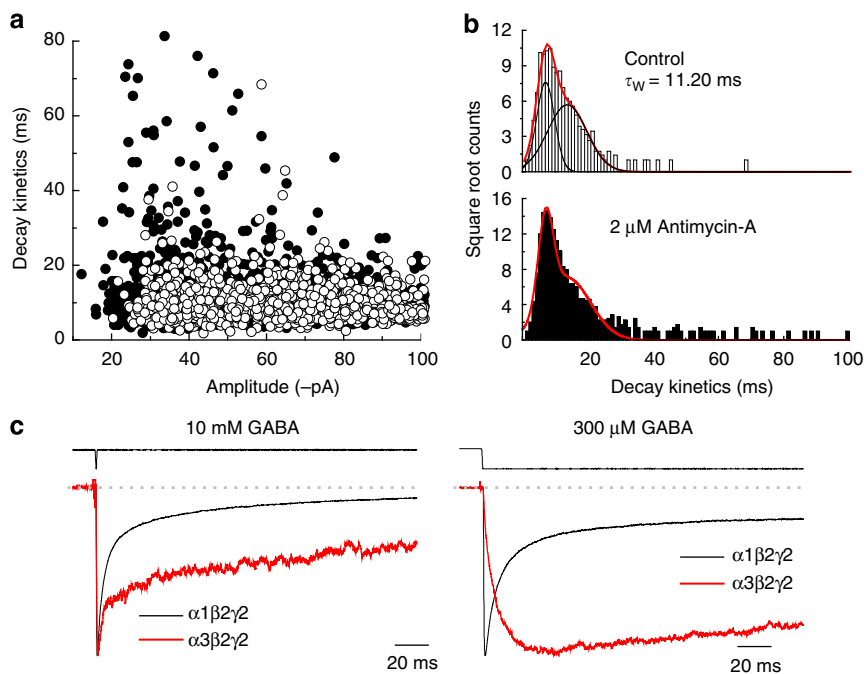 a
80
60
40
20
0
Decay kinetics (ms)
20 40 60 80 100
Amplitude (–pA)
b
12
9
6
3
0
Control
τW = 11.20 ms
Square root counts
16
12
8
4
0
2 μM Antimycin-A
20 40 60 80 100
Decay kinetics (ms)
c
10 mM GABA
α1β2γ2
α3β2γ2
20 ms
300 μM GABA
α1β2γ2
α3β2γ2
20 ms